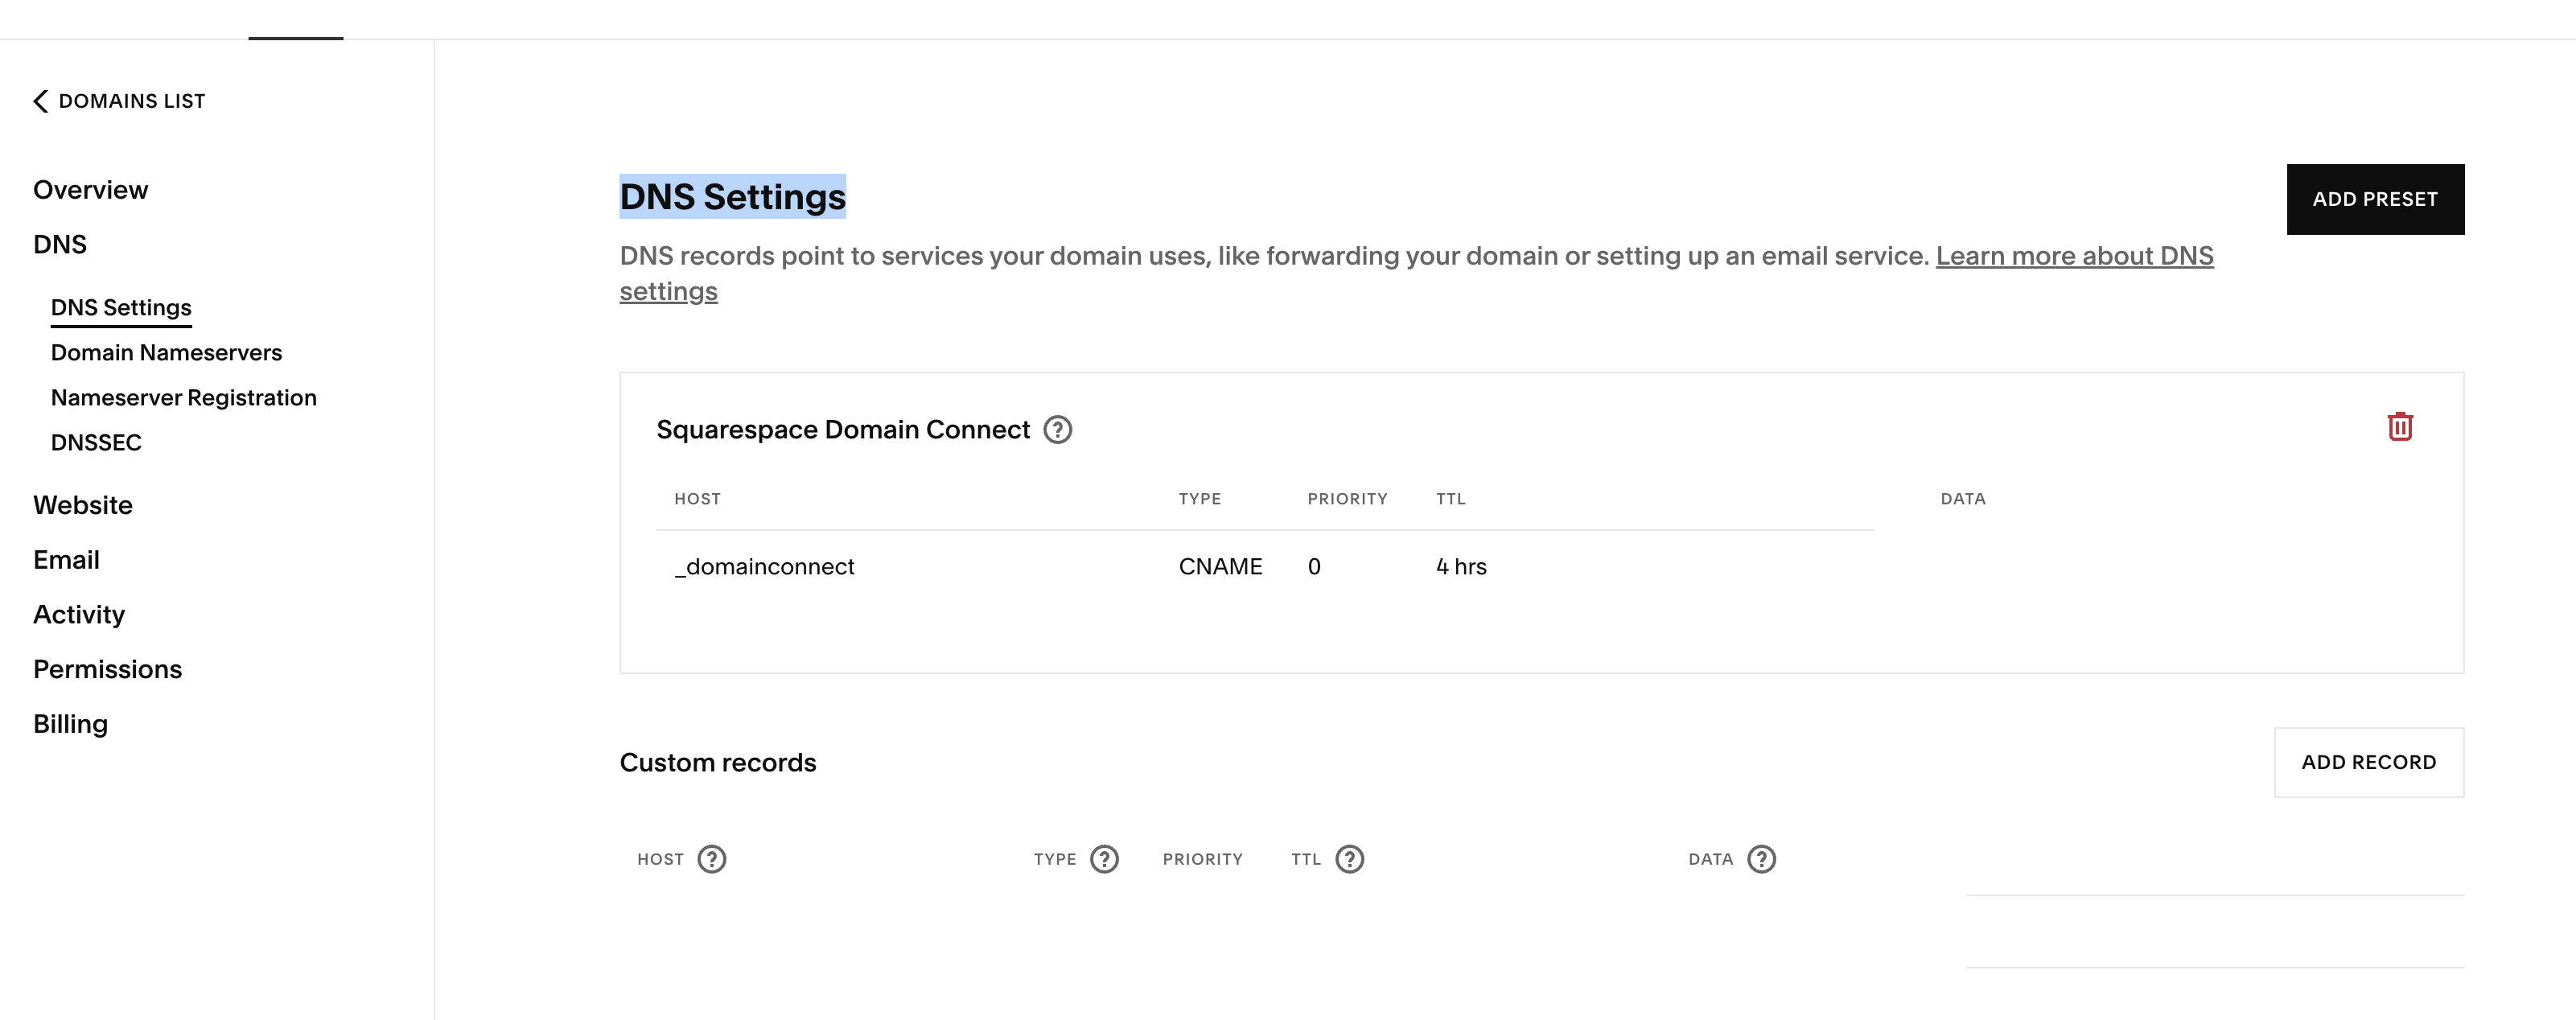 DOMAINS LIST
Overview
DNS
DNS Settings
Domain Nameservers
Nameserver Registration
DNSSEC
Website
Email
Activity
Permissions
Billing
DNS Settings
ADD PRESET
DNS records point to services your domain uses, like forwarding your domain or setting up an email service. Learn more about DNS
settings
Squarespace Domain Connect
HOST TYPE PRIORITY TTL DATA
_domainconnect CNAME 0 4 hrs
Custom records
ADD RECORD
HOST TYPE PRIORITY TTL DATA